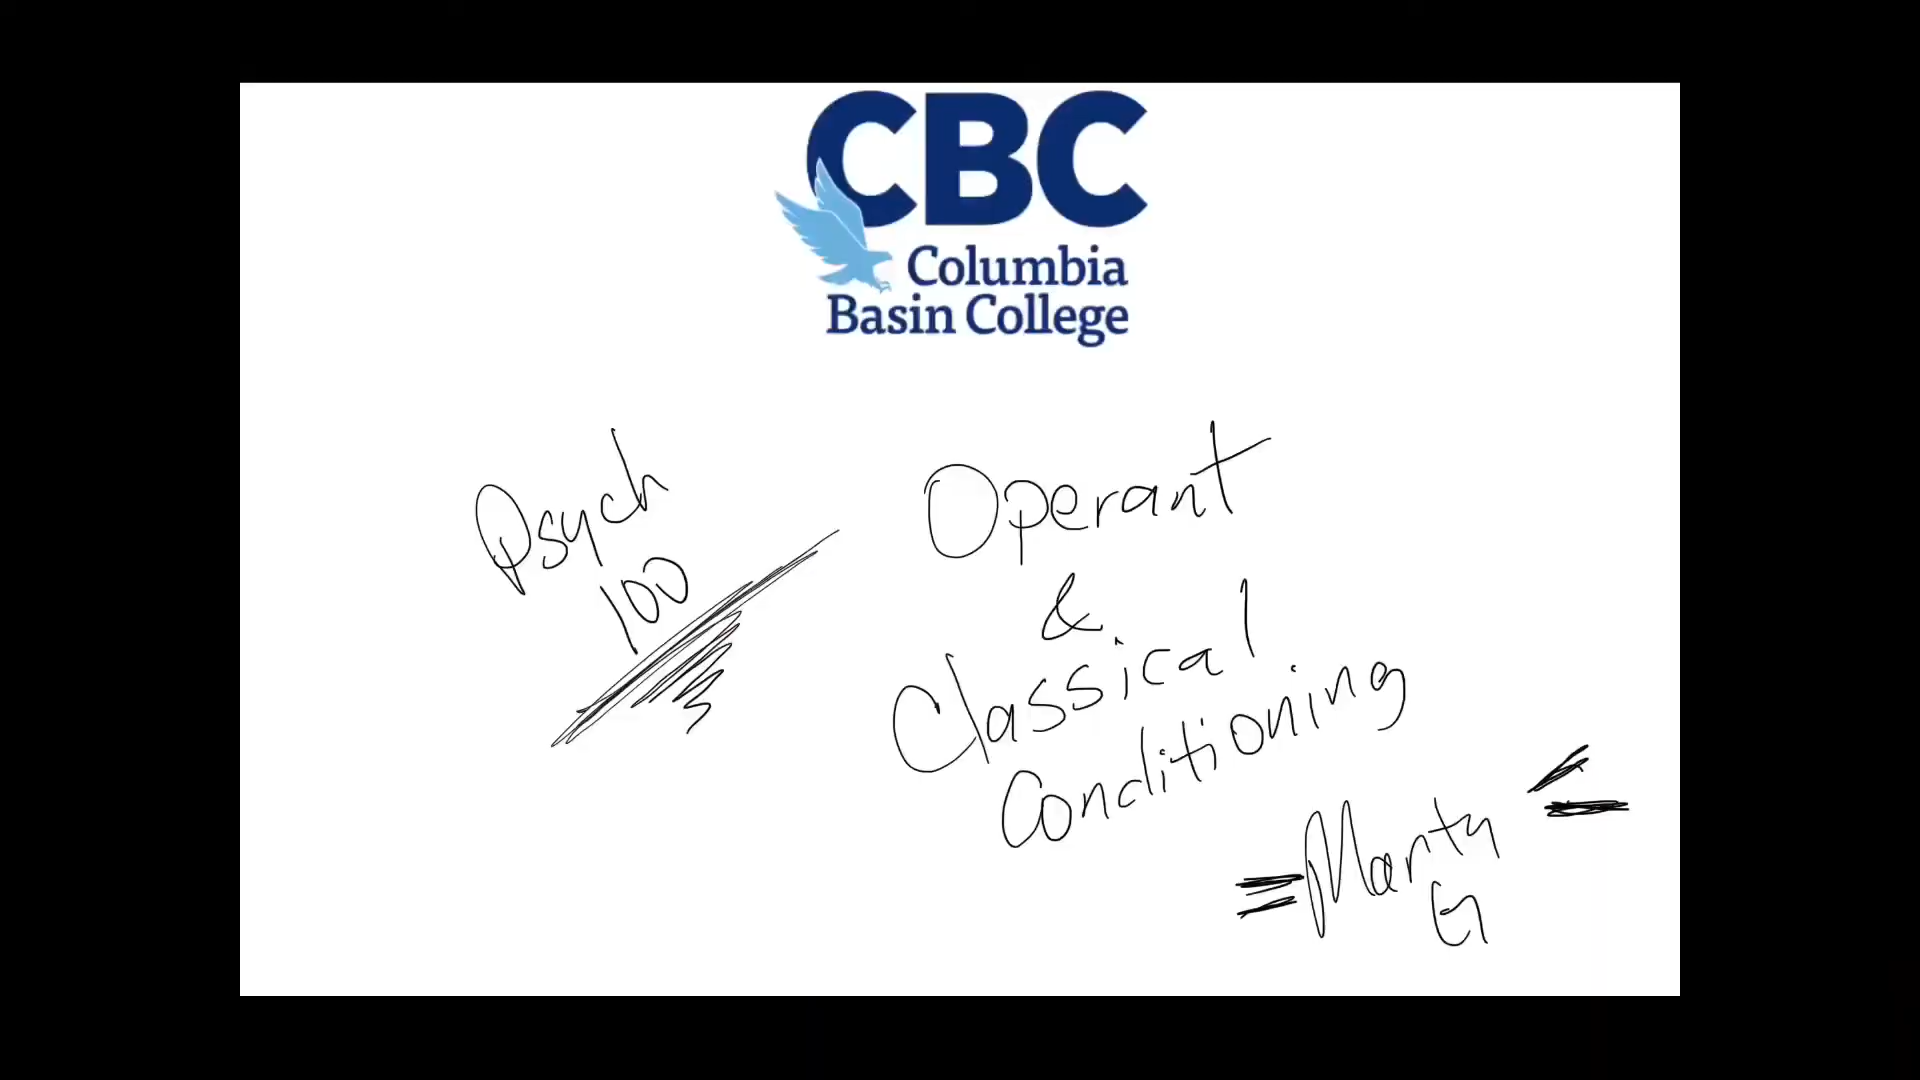 CBC
Columbia
Basin College
Psych
100
Operant
&
Classical
Conditioning
Marty
G